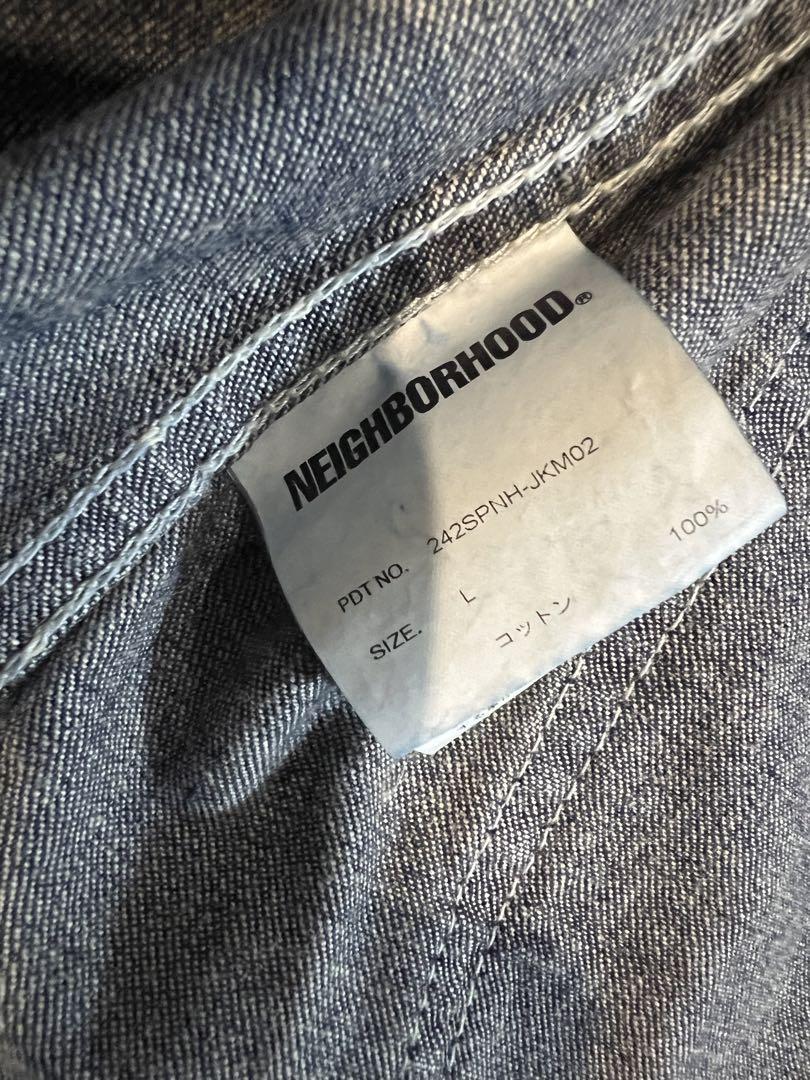 NEIGHBORHOOD®
PDT NO. 242SPNH-JKM02
SIZE. L
コットン 100%